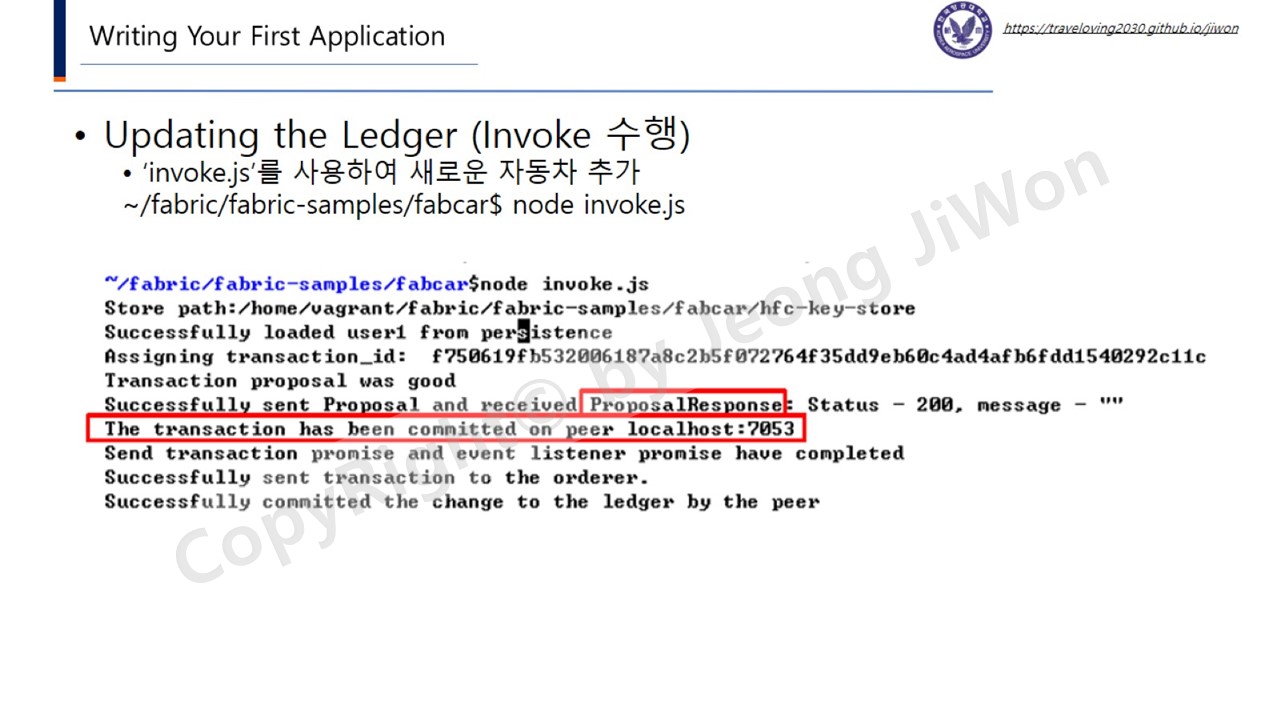 Writing Your First Application
https://traveloving2030.github.io/jiwon
• Updating the Ledger (Invoke 수행)
• ‘invoke.js’를 사용하여 새로운 자동차 추가
~/fabric/fabric-samples/fabcar$ node invoke.js
~/fabric/fabric-samples/fabcar$node invoke.js
Store path:/home/vagrant/fabric/fabric-samples/fabcar/hfc-key-store
Successfully loaded user1 from persistence
Assigning transaction_id:  f750619fb532006187a8c2b5f072764f35dd9eb60c4ad4afb6fdd1540292c11c
Transaction proposal was good
Successfully sent Proposal and received ProposalResponse: Status - 200, message - ""
The transaction has been committed on peer localhost:7053
Send transaction promise and event listener promise have completed
Successfully sent transaction to the orderer.
Successfully committed the change to the ledger by the peer
CopyRight© by Jeong JiWon